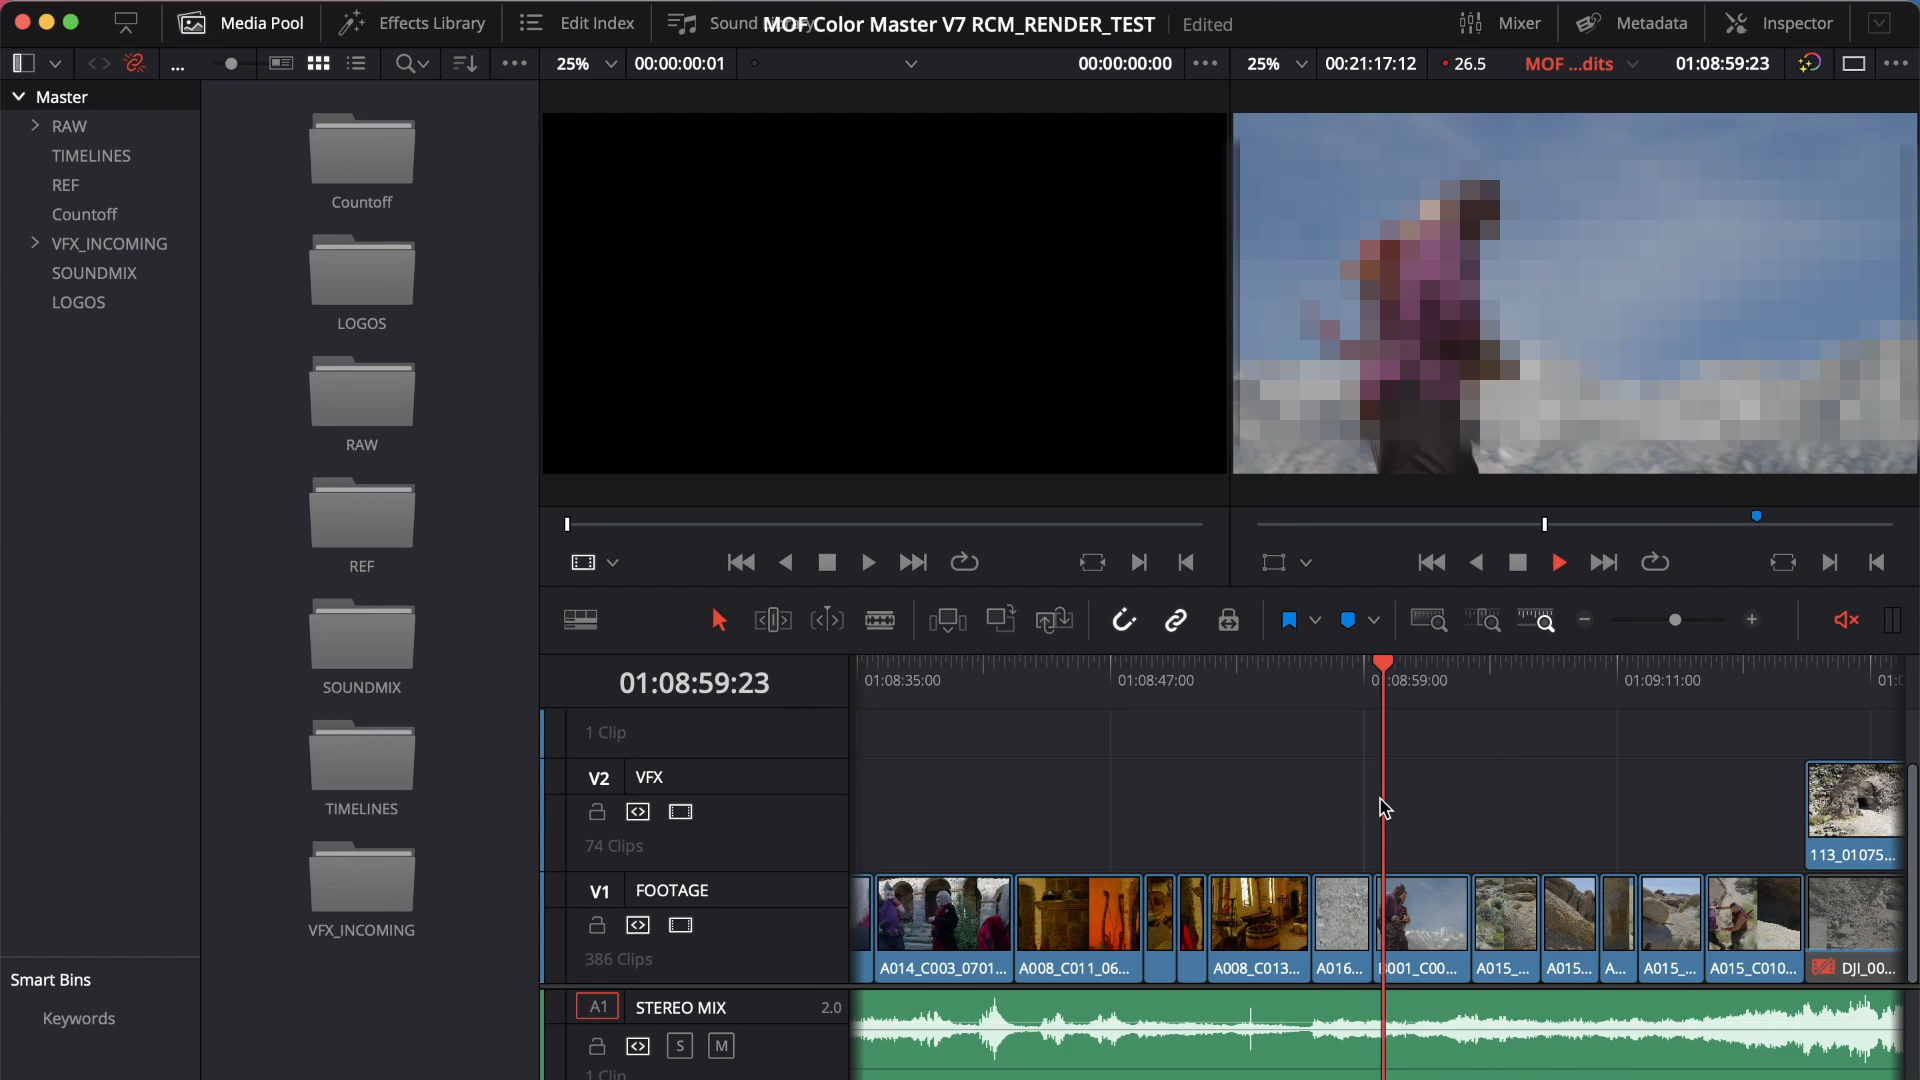 Media Pool
Effects Library
Edit Index
Sound
MOF Color Master V7 RCM_RENDER_TEST
Edited
Mixer
Metadata
Inspector
...
25%
00:00:00:01
00:00:00:00
25%
00:21:17:12
26.5
MOF ...dits
01:08:59:23
Master
RAW
TIMELINES
REF
Countoff
VFX_INCOMING
SOUNDMIX
LOGOS
Smart Bins
Keywords
Countoff
LOGOS
RAW
REF
SOUNDMIX
TIMELINES
VFX_INCOMING
01:08:59:23
01:08:35:00
01:08:47:00
01:08:59:00
01:09:11:00
1 Clip
V2
VFX
74 Clips
113_01075...
V1
FOOTAGE
386 Clips
A014_C003_0701...
A008_C011_06...
A008_C013...
A016...
B001_C00...
A015_...
A015...
A...
A015_...
A015_C010...
DJI_00...
A1
STEREO MIX
2.0
S
M
1 Clip